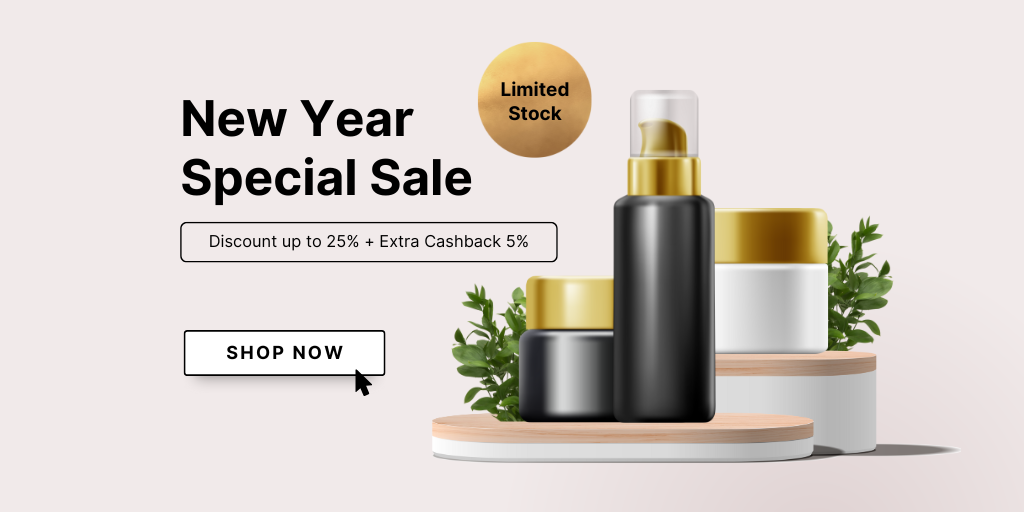 New Year
Special Sale
Limited
Stock
Discount up to 25% + Extra Cashback 5%
SHOP NOW